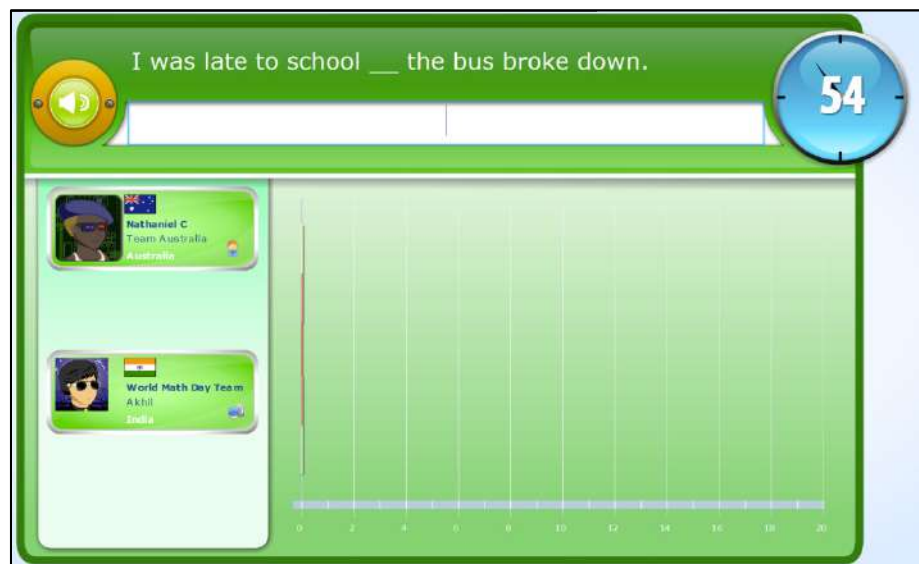 I was late to school __ the bus broke down.
54
Nathaniel C
Team Australia
Australia
World Math Day Team
Akhil
India
0 2 4 6 8 10 12 14 16 18 20